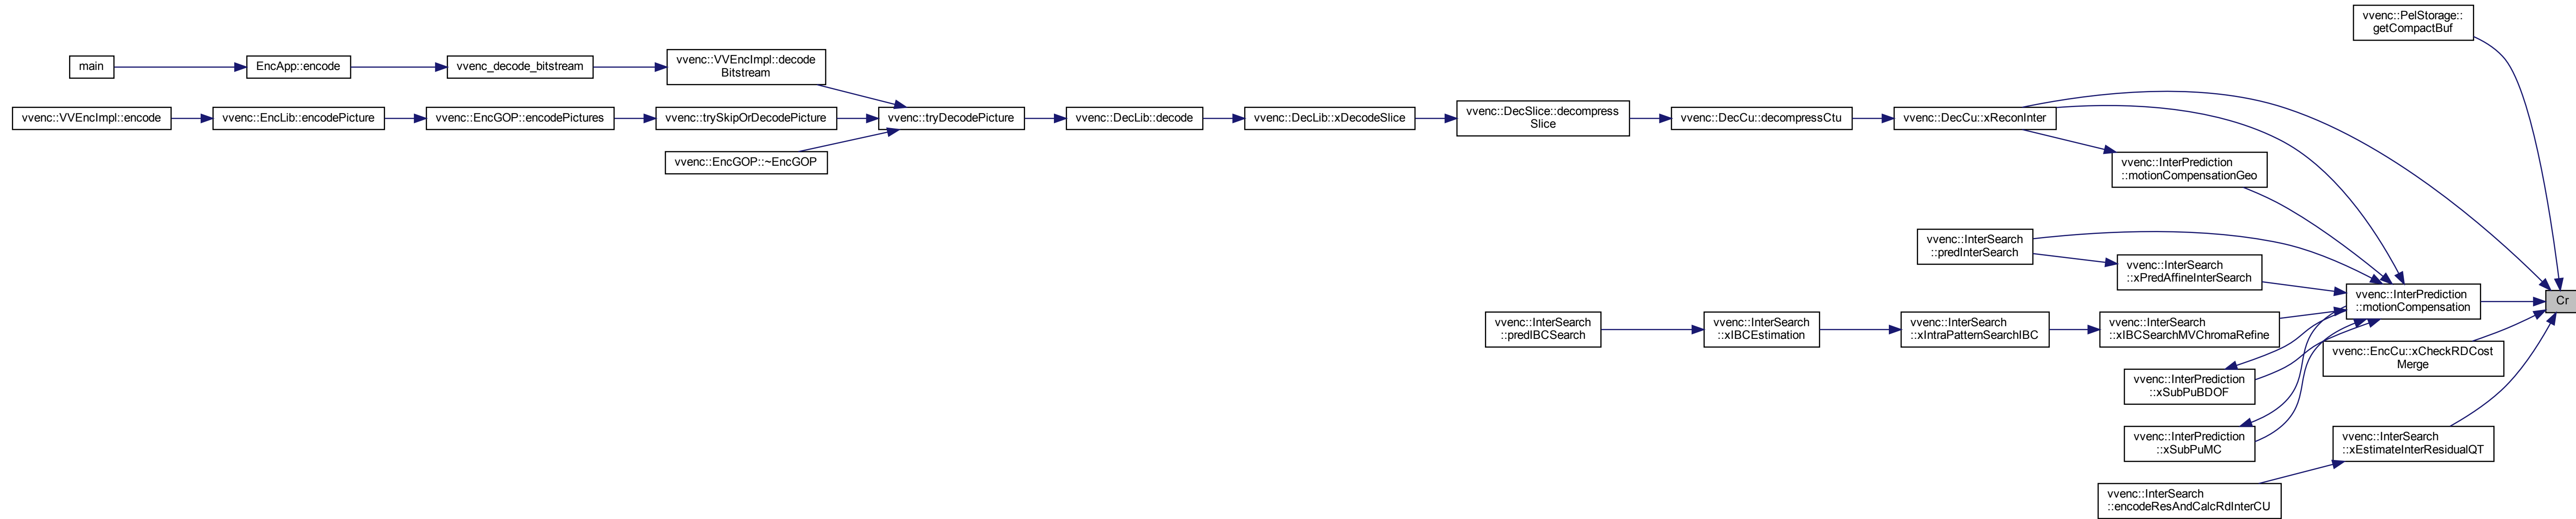 vvenc::PelStorage::
getCompactBuf
main
EncApp::encode
vvenc_decode_bitstream
vvenc::VVEncImpl::decode
Bitstream
vvenc::VVEncImpl::encode
vvenc::EncLib::encodePicture
vvenc::EncGOP::encodePictures
vvenc::trySkipOrDecodePicture
vvenc::tryDecodePicture
vvenc::DecLib::decode
vvenc::DecLib::xDecodeSlice
vvenc::DecSlice::decompress
Slice
vvenc::DecCu::decompressCtu
vvenc::DecCu::xReconInter
vvenc::EncGOP::~EncGOP
vvenc::InterPrediction
::motionCompensationGeo
vvenc::InterSearch
::predInterSearch
vvenc::InterSearch
::xPredAffineInterSearch
vvenc::InterPrediction
::motionCompensation
Cr
vvenc::InterSearch
::predIBCSearch
vvenc::InterSearch
::xIBCEstimation
vvenc::InterSearch
::xIntraPatternSearchIBC
vvenc::InterSearch
::xIBCSearchMVChromaRefine
vvenc::EncCu::xCheckRDCost
Merge
vvenc::InterPrediction
::xSubPuBDOF
vvenc::InterPrediction
::xSubPuMC
vvenc::InterSearch
::xEstimateInterResidualQT
vvenc::InterSearch
::encodeResAndCalcRdInterCU